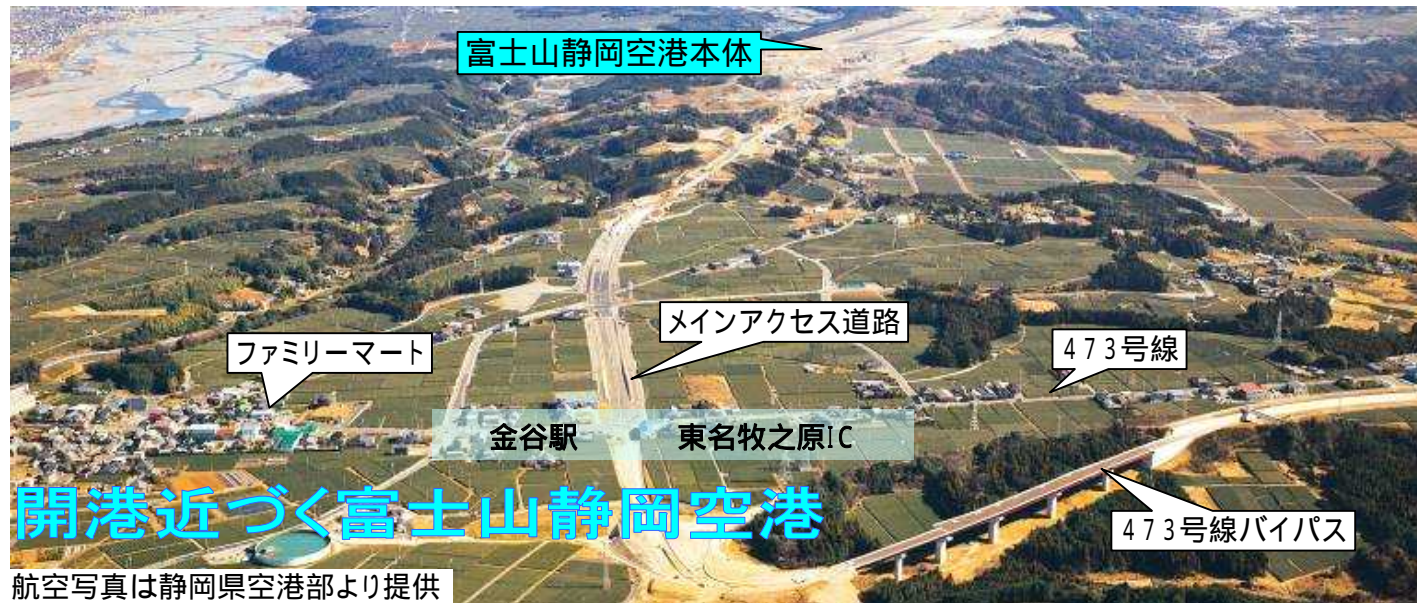 富士山静岡空港本体
メインアクセス道路
ファミリーマート
473号線
金谷駅 東名牧之原IC
開港近づく富士山静岡空港
473号線バイパス
航空写真は静岡県空港部より提供